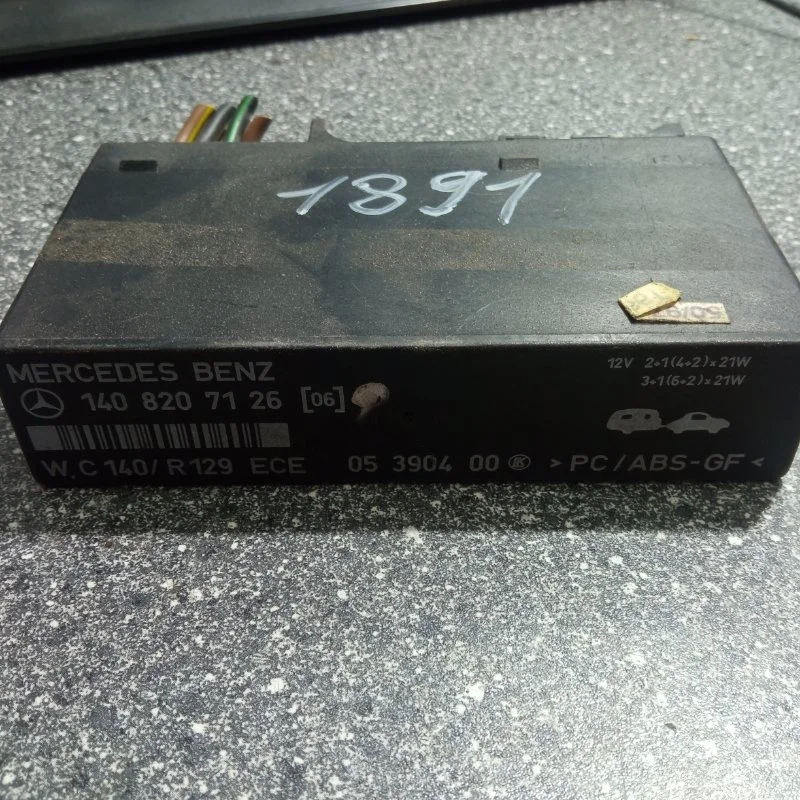 1891
MERCEDES BENZ
140 820 71 26 [06]
W.C 140/ R 129 ECE 05 3904 00 > PC/ABS-GF <
12V 2+1(4+2)x21W
3+1(6+2)x21W